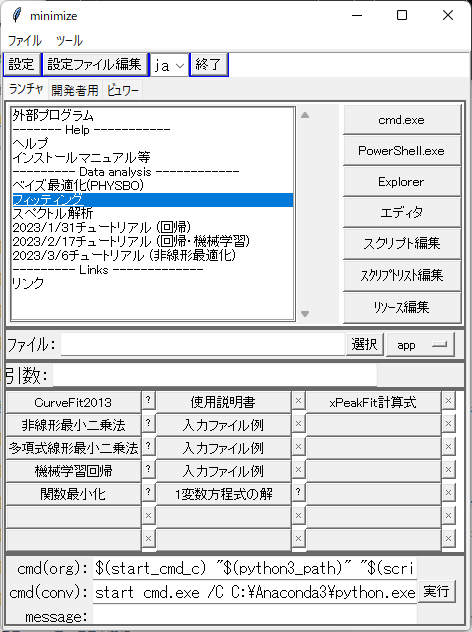 minimize
ファイル ツール
設定 設定ファイル編集 ja 終了
ランチャ 開発者用 ビュワー
外部プログラム
------- Help -----------
ヘルプ
インストールマニュアル等
--------- Data analysis ------------
ベイズ最適化(PHYSBO)
フィッティング
スペクトル解析
2023/1/31チュートリアル (回帰)
2023/2/17チュートリアル (回帰・機械学習)
2023/3/6チュートリアル (非線形最適化)
--------- Links -------------
リンク
cmd.exe
PowerShell.exe
Explorer
エディタ
スクリプト編集
スクリプトリスト編集
リソース編集
ファイル: 選択 app
引数:
CurveFit2013 ? 使用説明書 × xPeakFit計算式 ×
非線形最小二乗法 ? 入力ファイル例 × ×
多項式線形最小二乗法 ? 入力ファイル例 × ×
機械学習回帰 ? 入力ファイル例 × ×
関数最小化 ? 1変数方程式の解 ? ×
× × ×
× × ×
cmd(org): $(start_cmd_c) "$(python3_path)" "$(scri
cmd(conv): start cmd.exe /C C:¥Anaconda3¥python.exe 実行
message: